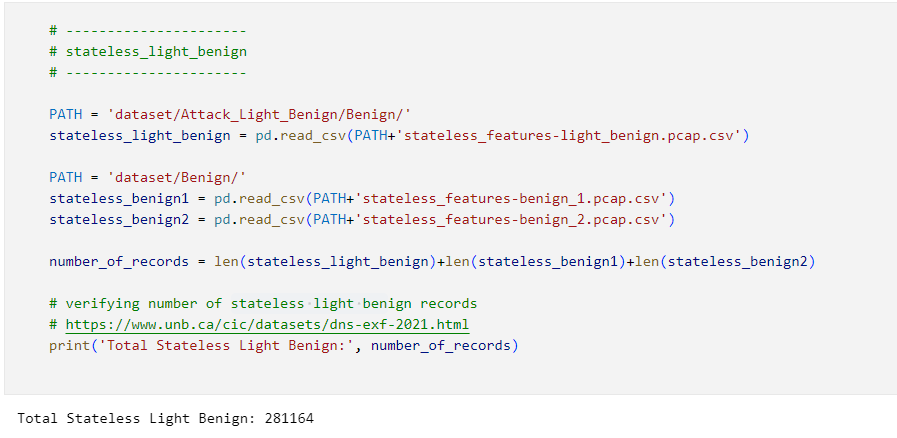 # ----------------------
# stateless_light_benign
# ----------------------
PATH = 'dataset/Attack_Light_Benign/Benign/'
stateless_light_benign = pd.read_csv(PATH+'stateless_features-light_benign.pcap.csv')
PATH = 'dataset/Benign/'
stateless_benign1 = pd.read_csv(PATH+'stateless_features-benign_1.pcap.csv')
stateless_benign2 = pd.read_csv(PATH+'stateless_features-benign_2.pcap.csv')
number_of_records = len(stateless_light_benign)+len(stateless_benign1)+len(stateless_benign2)
# verifying number of stateless·light·benign records
# https://www.unb.ca/cic/datasets/dns-exf-2021.html
print('Total Stateless Light Benign:', number_of_records)
Total Stateless Light Benign: 281164